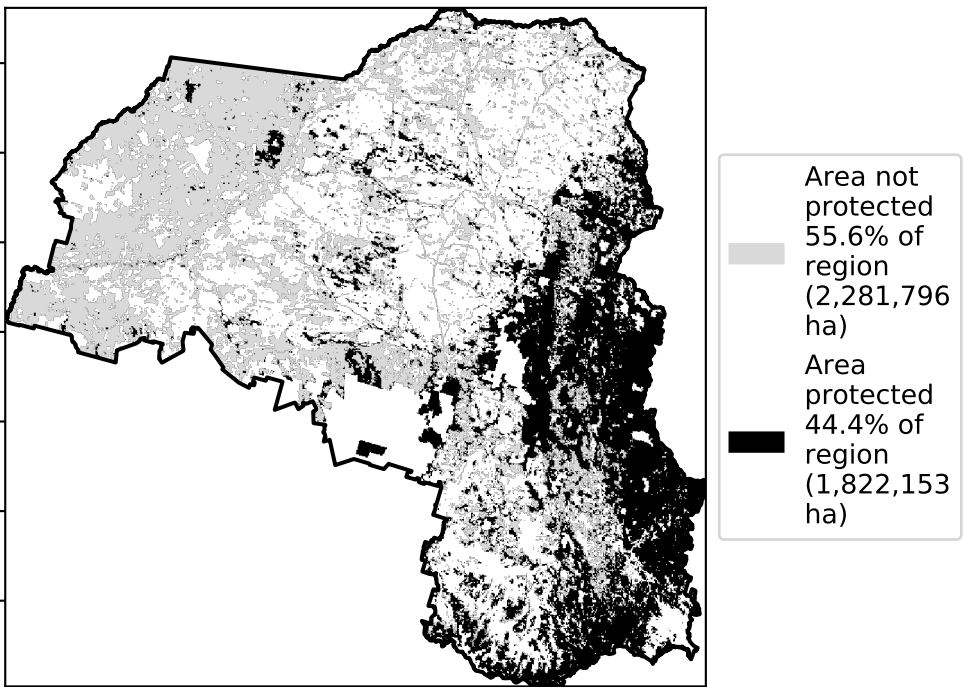 Area not
protected
55.6% of
region
(2,281,796
ha)
Area
protected
44.4% of
region
(1,822,153
ha)